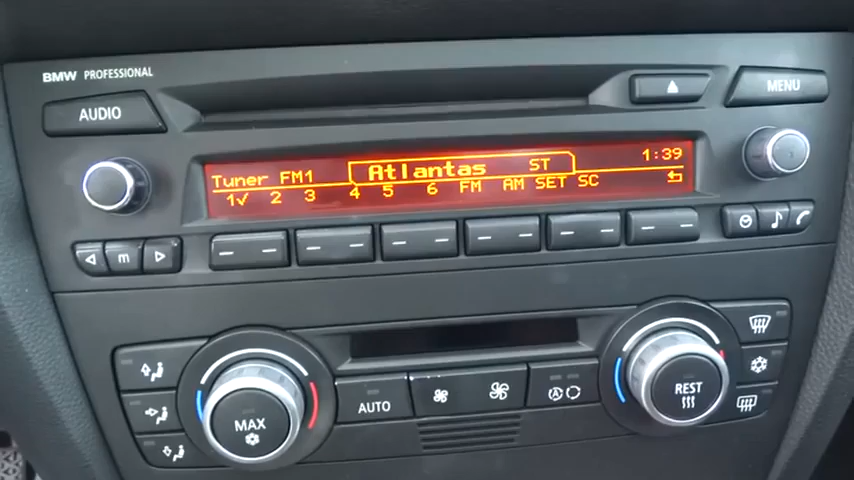 BMW PROFESSIONAL
AUDIO
MENU
Tuner FM1 Atlantas ST 1:39
1✓ 2 3 4 5 6 FM AM SET SC
m
AUTO
MAX
A
REST